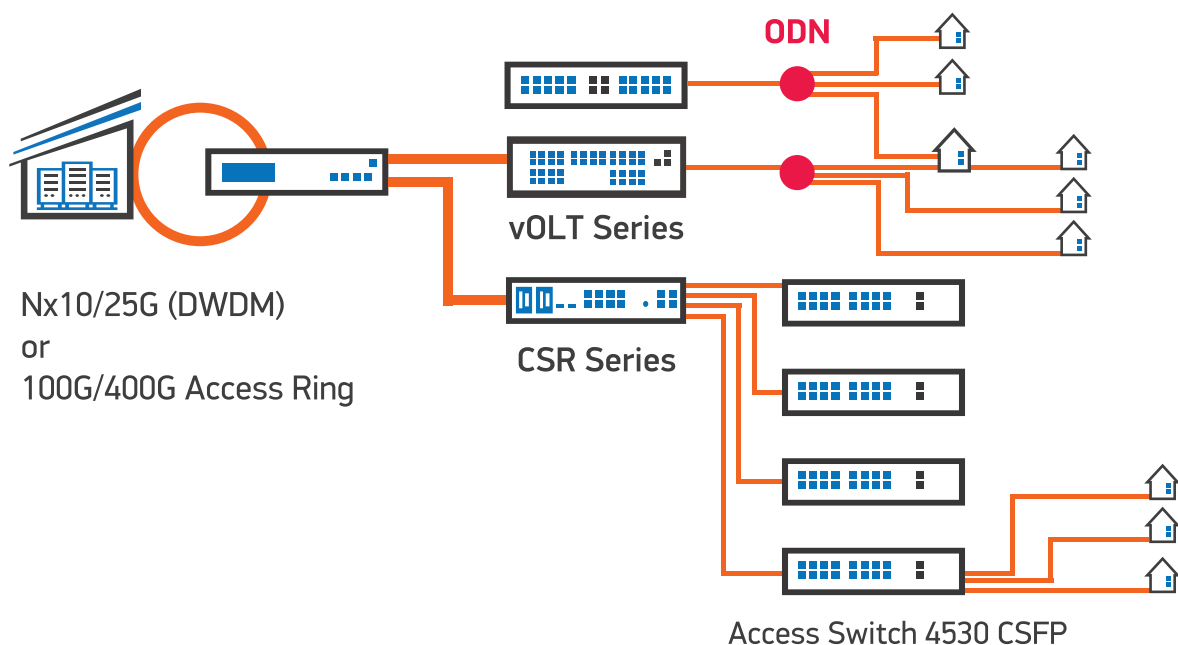 ODN
vOLT Series
Nx10/25G (DWDM)
or
100G/400G Access Ring
CSR Series
Access Switch 4530 CSFP